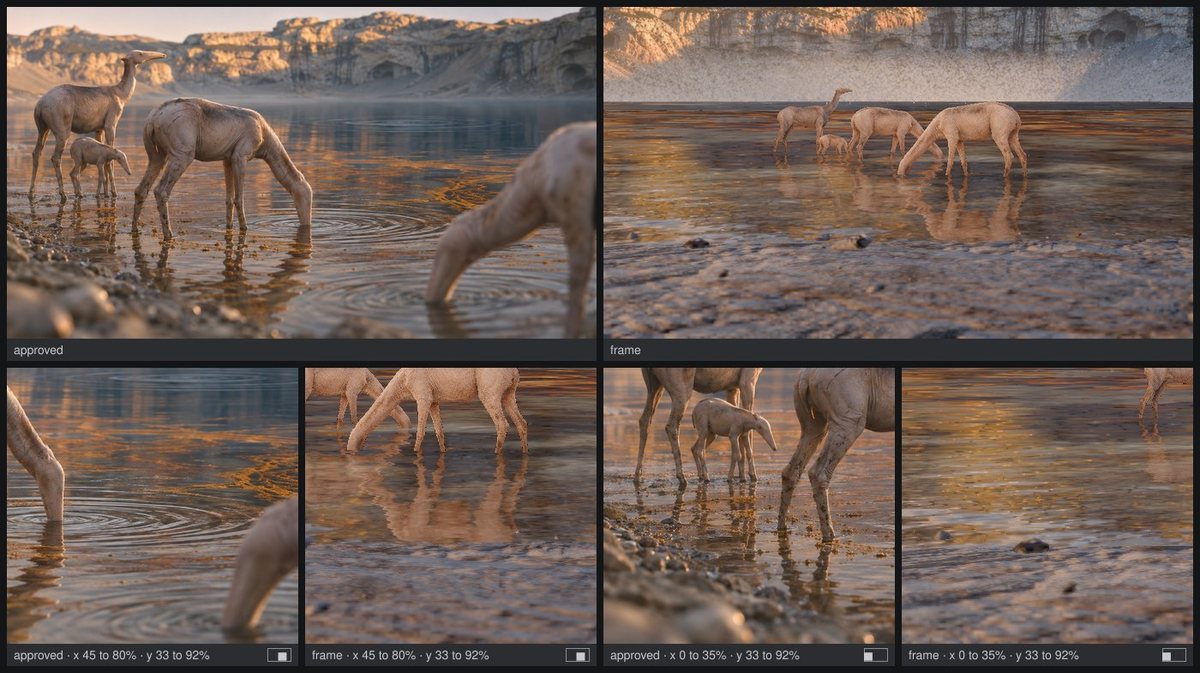 approved
frame
approved · x 45 to 80% · y 33 to 92%
frame · x 45 to 80% · y 33 to 92%
approved · x 0 to 35% · y 33 to 92%
frame · x 0 to 35% · y 33 to 92%